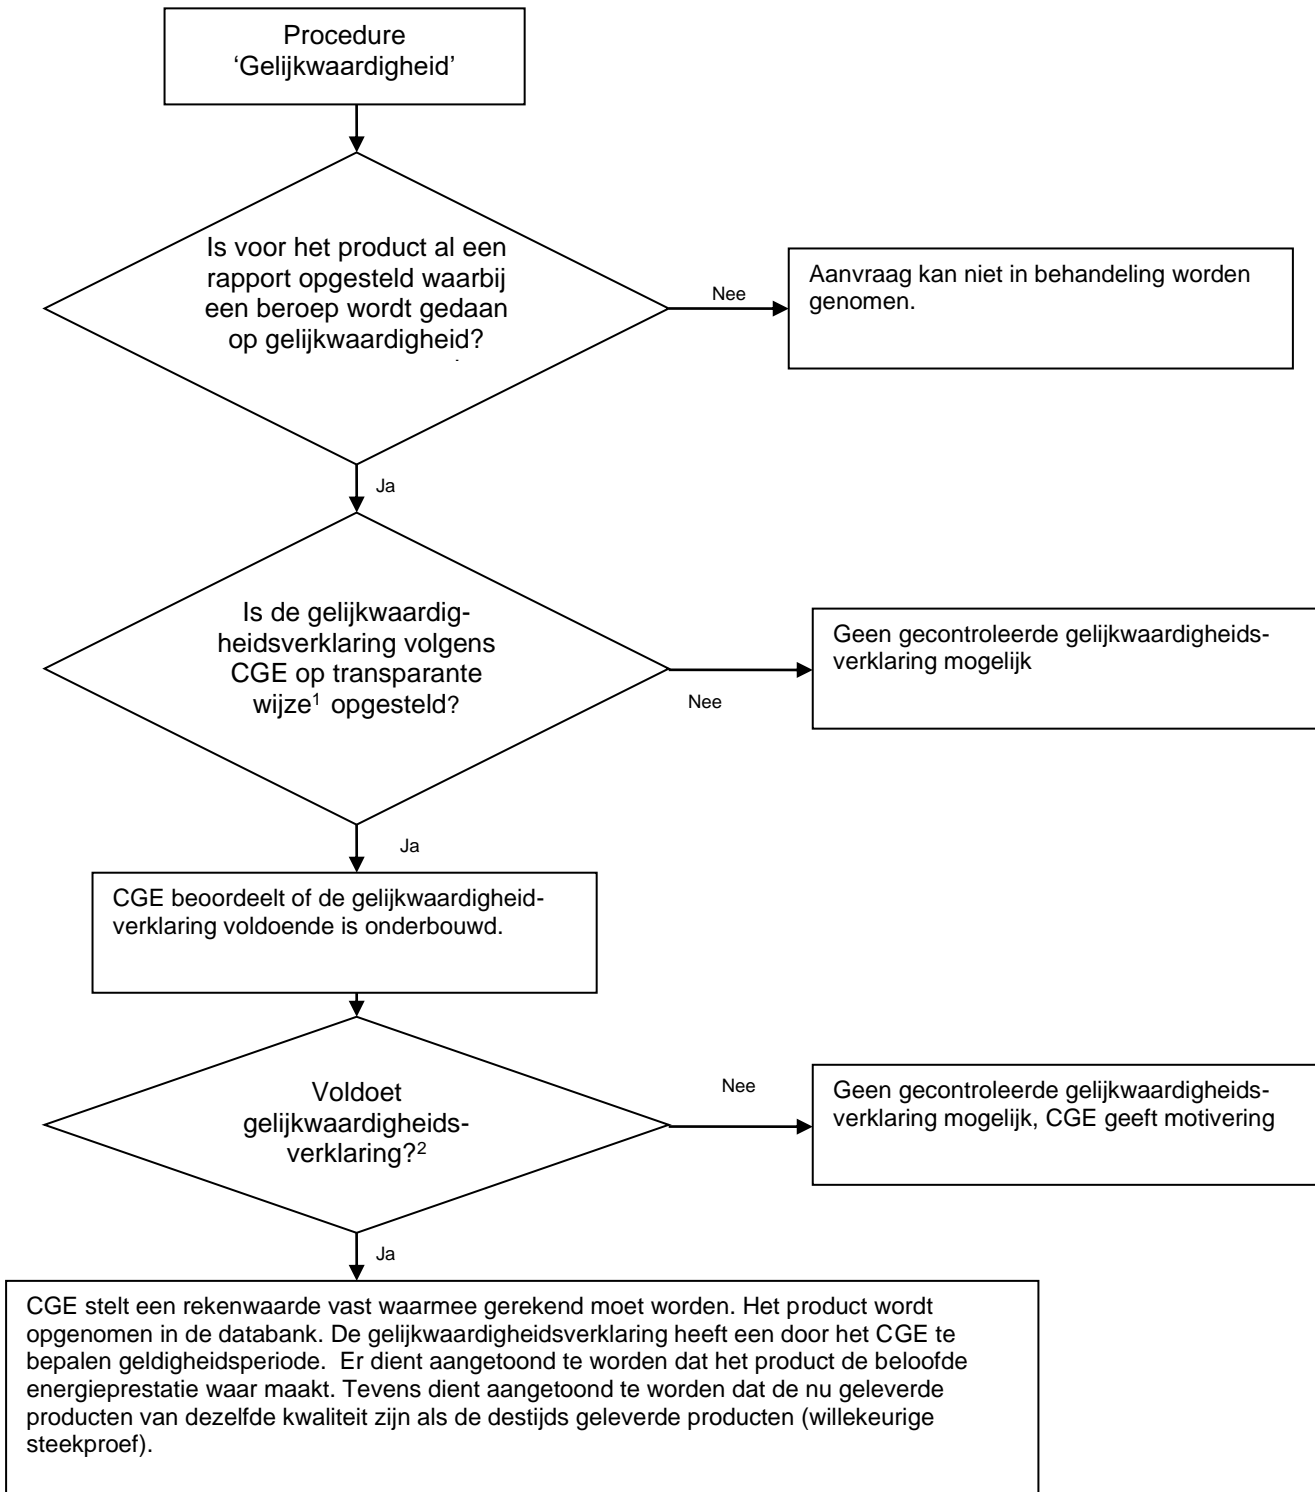 Procedure
‘Gelijkwaardigheid’
Is voor het product al een
rapport opgesteld waarbij
een beroep wordt gedaan
op gelijkwaardigheid?
Nee
Aanvraag kan niet in behandeling worden
genomen.
Ja
Is de gelijkwaardig-
heidsverklaring volgens
CGE op transparante
wijze¹ opgesteld?
Nee
Geen gecontroleerde gelijkwaardigheids-
verklaring mogelijk
Ja
CGE beoordeelt of de gelijkwaardigheid-
verklaring voldoende is onderbouwd.
Voldoet
gelijkwaardigheids-
verklaring?²
Nee
Geen gecontroleerde gelijkwaardigheids-
verklaring mogelijk, CGE geeft motivering
Ja
CGE stelt een rekenwaarde vast waarmee gerekend moet worden. Het product wordt
opgenomen in de databank. De gelijkwaardigheidsverklaring heeft een door het CGE te
bepalen geldigheidsperiode.  Er dient aangetoond te worden dat het product de beloofde
energieprestatie waar maakt. Tevens dient aangetoond te worden dat de nu geleverde
producten van dezelfde kwaliteit zijn als de destijds geleverde producten (willekeurige
steekproef).